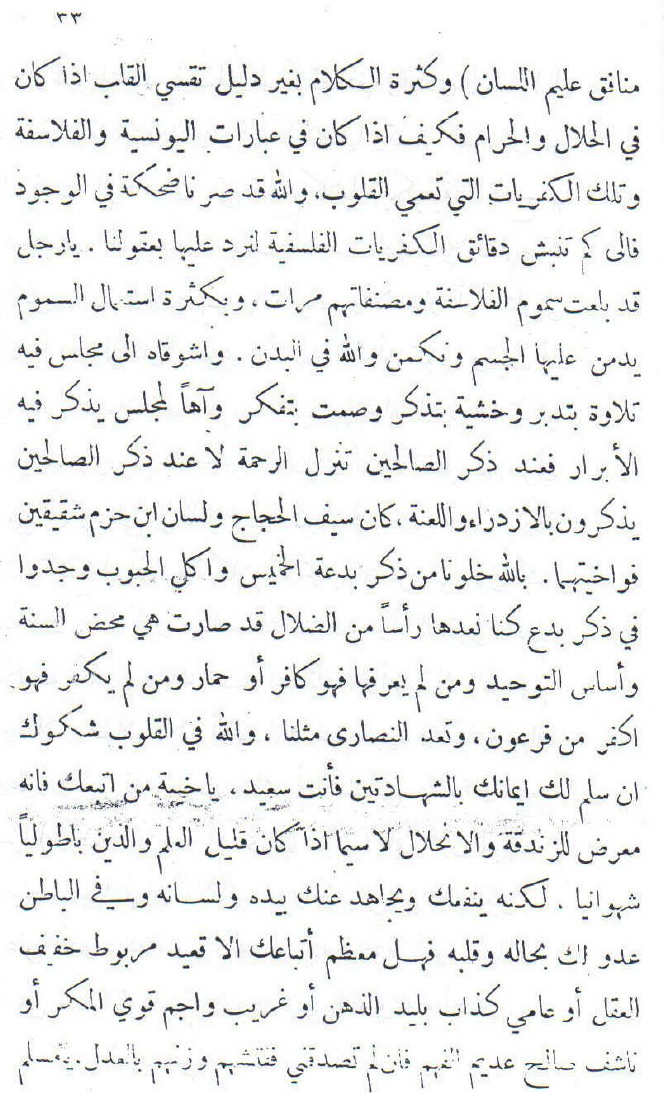 ٣٣
منافق عليم اللسان ) وكثرة الكلام بغير دليل تقسي القلب اذا كان
في الحلال والحرام فكيف اذا كان في عبارات اليونسية والفلاسفة
وتلك الكفريات التي تعمي القلوب، والله قد صرنا ضحكة في الوجود
فالى كم تنبش دقائق الكفريات الفلسفية لنرد عليها بعقولنا . يارجل
قد بلعت سموم الفلاسفة ومصنفاتهم مرات، وبكثرة استعمال السموم
يدمن عليها الجسم وتكمن والله في البدن . واشوقاه الى مجلس فيه
تلاوة بتدبر وخشية بتذكر وصمت بتفكر وآهاً لمجلس يذكر فيه
الأبرار فعند ذكر الصالحين تنزل الرحمة لا عند ذكر الصالحين
يذكرون بالازدراء واللعنة، كان سيف الحجاج ولسان ابن حزم شقيقين
فواخيتهما . بالله خلونا من ذكر بدعة الخميس واكل الحبوب وجدوا
في ذكر بدع كنا نعدها رأساً من الضلال قد صارت هي محض السنة
وأساس التوحيد ومن لم يعرفها فهو كافر أو حمار ومن لم يكفر فهو
اكفر من فرعون، وتعد النصارى مثلنا ، والله في القلوب شكوك
ان سلم لك ايمانك بالشهادتين فأنت سعيد ، ياخيبة من اتبعك فانه
معرض للزندقة والانحلال لا سيما اذا كان قليل العلم والدين باطولياً
شهوانيا . لكنه ينفعك ويجاهد عنك بيده ولسانه وفي الباطن
عدو لك بحاله وقلبه فهل معظم أتباعك الا قعيد مربوط خفيف
العقل أو عامي كذاب بليد الذهن أو غريب واجم قوي المكر أو
ناشف صالح عديم الفهم فان لم تصدقني ففتشهم وزنهم بالعدل. يامسلم